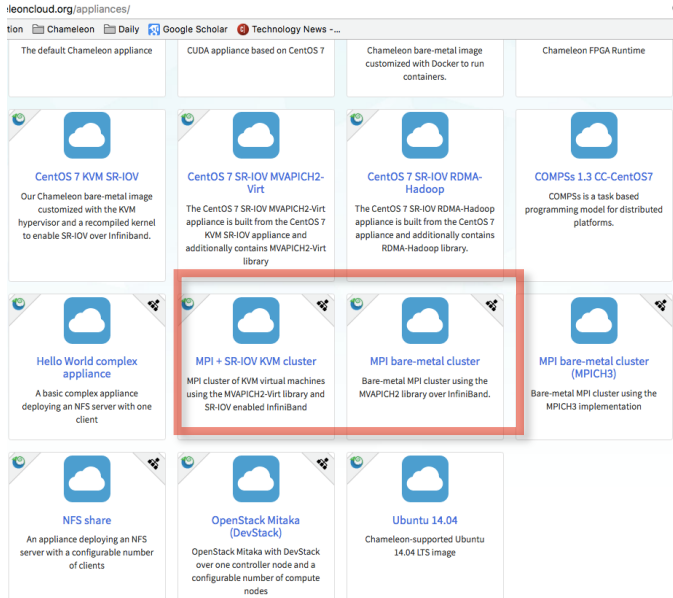 leoncloud.org/appliances/
tion Chameleon Daily Google Scholar Technology News -...
The default Chameleon appliance
CUDA appliance based on CentOS 7
Chameleon bare-metal image
customized with Docker to run
containers.
Chameleon FPGA Runtime
CentOS 7 KVM SR-IOV
Our Chameleon bare-metal image
customized with the KVM
hypervisor and a recompiled kernel
to enable SR-IOV over Infiniband.
CentOS 7 SR-IOV MVAPICH2-
Virt
The CentOS 7 SR-IOV MVAPICH2-Virt
appliance is built from the CentOS 7
KVM SR-IOV appliance and
additionally contains MVAPICH2-Virt
library
CentOS 7 SR-IOV RDMA-
Hadoop
The CentOS 7 SR-IOV RDMA-Hadoop
appliance is built from the CentOS 7
appliance and additionally contains
RDMA-Hadoop library.
COMPSs 1.3 CC-CentOS7
COMPSs is a task based
programming model for distributed
platforms.
Hello World complex
appliance
A basic complex appliance
deploying an NFS server with one
client
MPI + SR-IOV KVM cluster
MPI cluster of KVM virtual machines
using the MVAPICH2-Virt library and
SR-IOV enabled InfiniBand
MPI bare-metal cluster
Bare-metal MPI cluster using the
MVAPICH2 library over InfiniBand.
MPI bare-metal cluster
(MPICH3)
Bare-metal MPI cluster using the
MPICH3 implementation
NFS share
An appliance deploying an NFS
server with a configurable number
of clients
OpenStack Mitaka
(DevStack)
OpenStack Mitaka with DevStack
over one controller node and a
configurable number of compute
nodes
Ubuntu 14.04
Chameleon-supported Ubuntu
14.04 LTS image